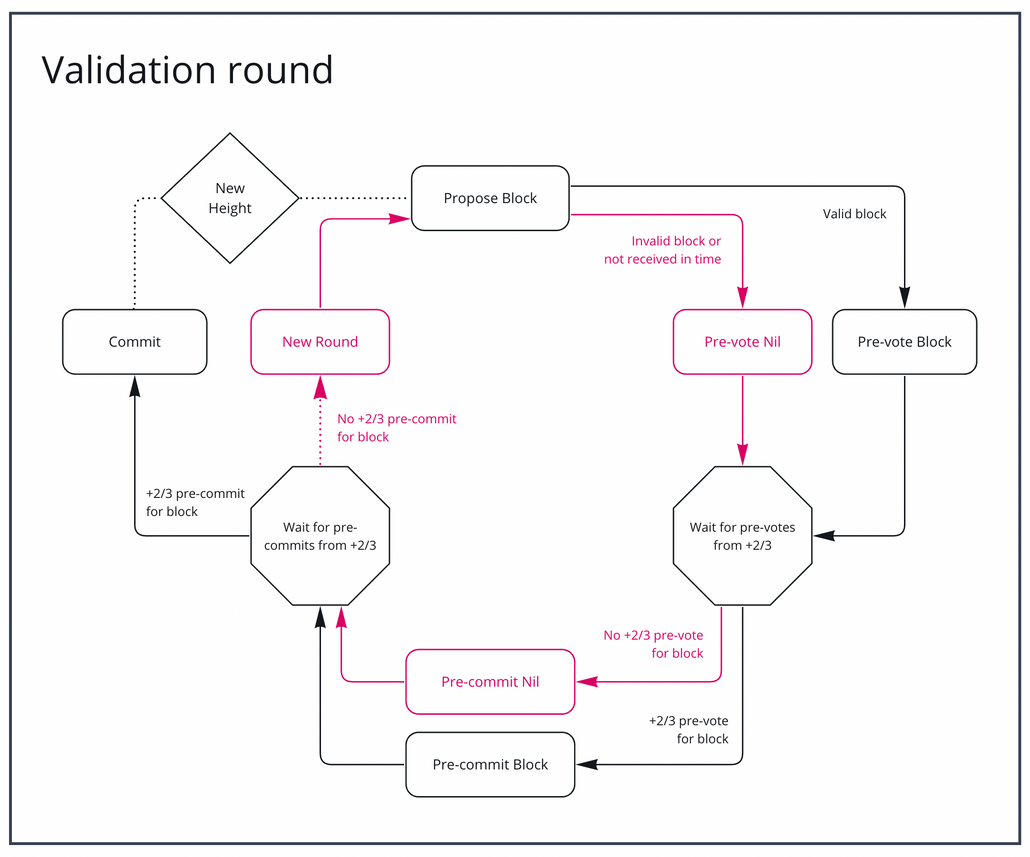 Validation round
New
Height
Propose Block
Valid block
Invalid block or
not received in time
Commit
New Round
Pre-vote Nil
Pre-vote Block
No +2/3 pre-commit
for block
+2/3 pre-commit
for block
Wait for pre-
commits from +2/3
Wait for pre-votes
from +2/3
No +2/3 pre-vote
for block
Pre-commit Nil
+2/3 pre-vote
for block
Pre-commit Block